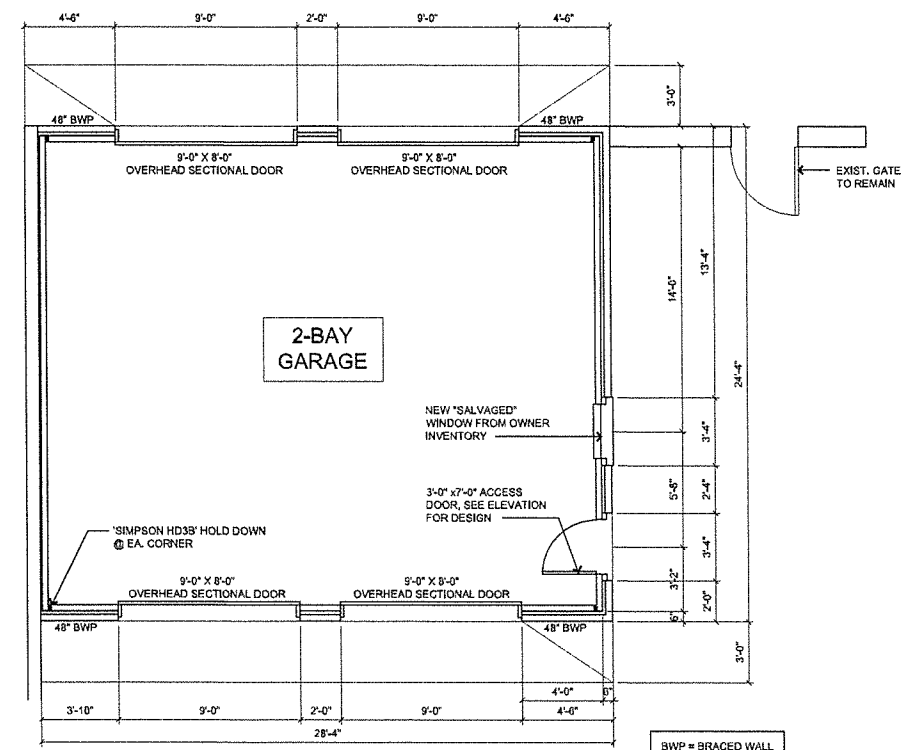 4'-6" 9'-0" 2'-0" 9'-0" 4'-6"
3'-0"
48" BWP
48" BWP
9'-0" X 8'-0"
OVERHEAD SECTIONAL DOOR
9'-0" X 8'-0"
OVERHEAD SECTIONAL DOOR
EXIST. GATE
TO REMAIN
13'-4"
14'-0"
24'-4"
2-BAY
GARAGE
NEW "SALVAGED"
WINDOW FROM OWNER
INVENTORY
3'-4"
5'-8"
2'-4"
3'-0" x7'-0" ACCESS
DOOR, SEE ELEVATION
FOR DESIGN
'SIMPSON HD3B' HOLD DOWN
@ EA. CORNER
3'-4"
3'-2"
2'-0"
6"
9'-0" X 8'-0"
OVERHEAD SECTIONAL DOOR
9'-0" X 8'-0"
OVERHEAD SECTIONAL DOOR
48" BWP
48" BWP
3'-0"
4'-0" 6"
3'-10" 9'-0" 2'-0" 9'-0" 4'-6"
28'-4"
BWP = BRACED WALL